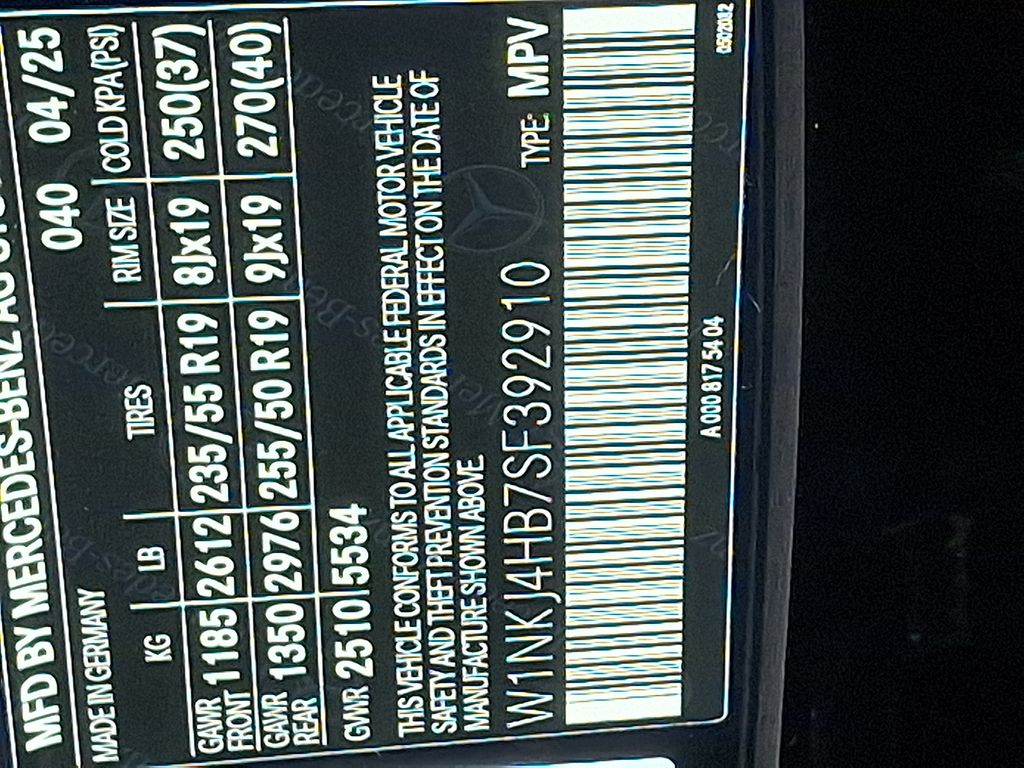 MFD BY MERCEDES-BENZ AG
040 04/25
MADE IN GERMANY
KG LB TIRES RIM SIZE COLD KPA(PSI)
GAWR FRONT 1185 2612 235/55 R19 8Jx19 250(37)
GAWR REAR 1350 2976 255/50 R19 9Jx19 270(40)
GVWR 2510 5534
THIS VEHICLE CONFORMS TO ALL APPLICABLE FEDERAL MOTOR VEHICLE
SAFETY AND THEFT PREVENTION STANDARDS IN EFFECT ON THE DATE OF
MANUFACTURE SHOWN ABOVE.
W1NKJ4HB7SF392910 TYPE: MPV
A 000 817 54 04